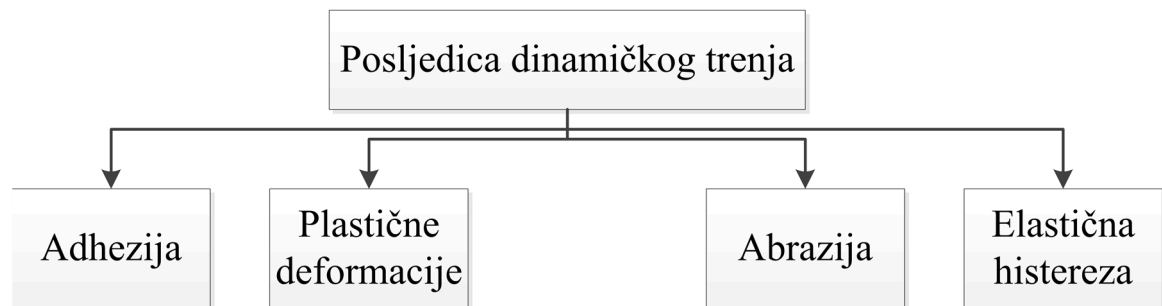 Posljedica dinamičkog trenja
Adhezija
Plastične
deformacije
Abrazija
Elastična
histereza